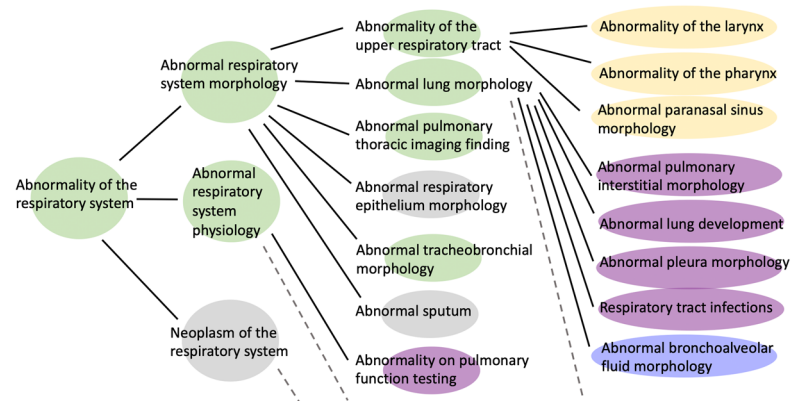 Abnormality of the
respiratory system
Abnormal respiratory
system morphology
Abnormal
respiratory
system
physiology
Neoplasm of the
respiratory system
Abnormality of the
upper respiratory tract
Abnormal lung morphology
Abnormal pulmonary
thoracic imaging finding
Abnormal respiratory
epithelium morphology
Abnormal tracheobronchial
morphology
Abnormal sputum
Abnormality on pulmonary
function testing
Abnormality of the larynx
Abnormality of the pharynx
Abnormal paranasal sinus
morphology
Abnormal pulmonary
interstitial morphology
Abnormal lung development
Abnormal pleura morphology
Respiratory tract infections
Abnormal bronchoalveolar
fluid morphology